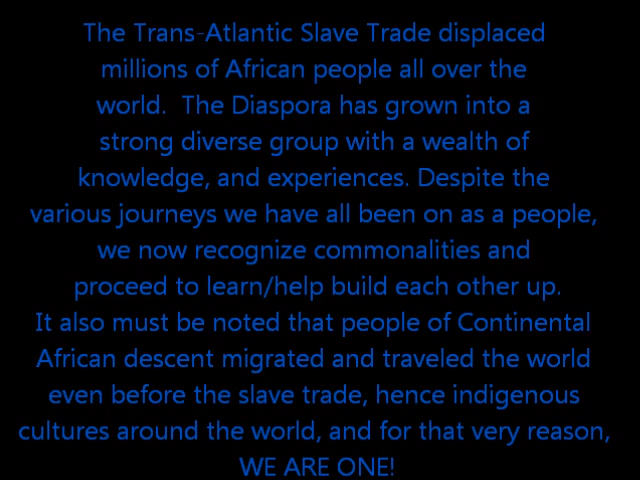 The Trans-Atlantic Slave Trade displaced
millions of African people all over the
world.  The Diaspora has grown into a
strong diverse group with a wealth of
knowledge, and experiences. Despite the
various journeys we have all been on as a people,
we now recognize commonalities and
proceed to learn/help build each other up.
It also must be noted that people of Continental
African descent migrated and traveled the world
even before the slave trade, hence indigenous
cultures around the world, and for that very reason,
WE ARE ONE!